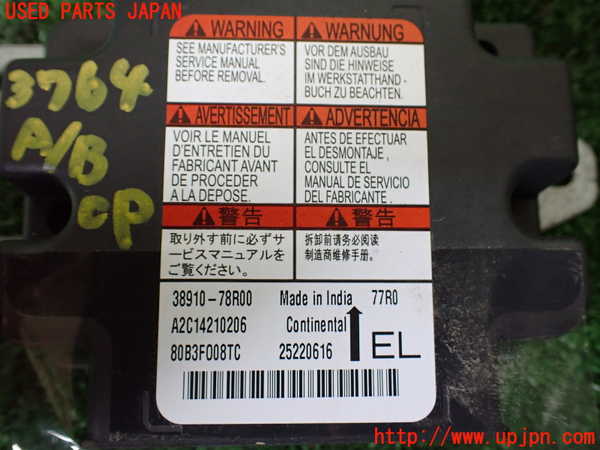 USED PARTS JAPAN
3764
A/B
cp
WARNING
SEE MANUFACTURER'S
SERVICE MANUAL
BEFORE REMOVAL.
WARNUNG
VOR DEM AUSBAU
SIND DIE HINWEISE
IM WERKSTATTHAND-
BUCH ZU BEACHTEN.
AVERTISSEMENT
VOIR LE MANUEL
D'ENTRETIEN DU
FABRICANT AVANT
DE PROCEDER
A LA DEPOSE.
ADVERTENCIA
ANTES DE EFECTUAR
EL DESMONTAJE,
CONSULTE EL
MANUAL DE SERVICIO
DEL FABRICANTE.
警告
取り外す前に必ずサ
ービスマニュアルをよ
ご覧ください。
警告
拆卸前请务必阅读
制造商维修手册。
38910-78R00 Made in India 77R0
A2C14210206 Continental
80B3F008TC 25220616 EL
http://www.upjpn.com/